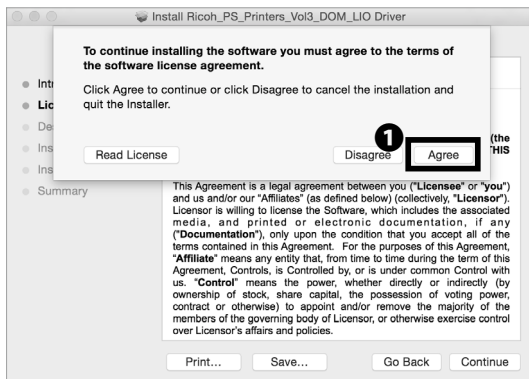 Install Ricoh_PS_Printers_Vol3_DOM_LIO Driver
To continue installing the software you must agree to the terms of
the software license agreement.
Click Agree to continue or click Disagree to cancel the installation and
quit the Installer.
1
Read License
Disagree
Agree
Summary
(the
THIS
This Agreement is a legal agreement between you ("Licensee" or "you")
and us and/or our "Affiliates" (as defined below) (collectively, "Licensor").
Licensor is willing to license the Software, which includes the associated
media, and printed or electronic documentation, if any
("Documentation"), only upon the condition that you accept all of the
terms contained in this Agreement. For the purposes of this Agreement,
"Affiliate" means any entity that, from time to time during the term of this
Agreement, Controls, is Controlled by, or is under common Control with
us. "Control" means the power, whether directly or indirectly (by
ownership of stock, share capital, the possession of voting power,
contract or otherwise) to appoint and/or remove the majority of the
members of the governing body of Licensor, or otherwise exercise control
over Licensor's affairs and policies.
Print...
Save...
Go Back
Continue